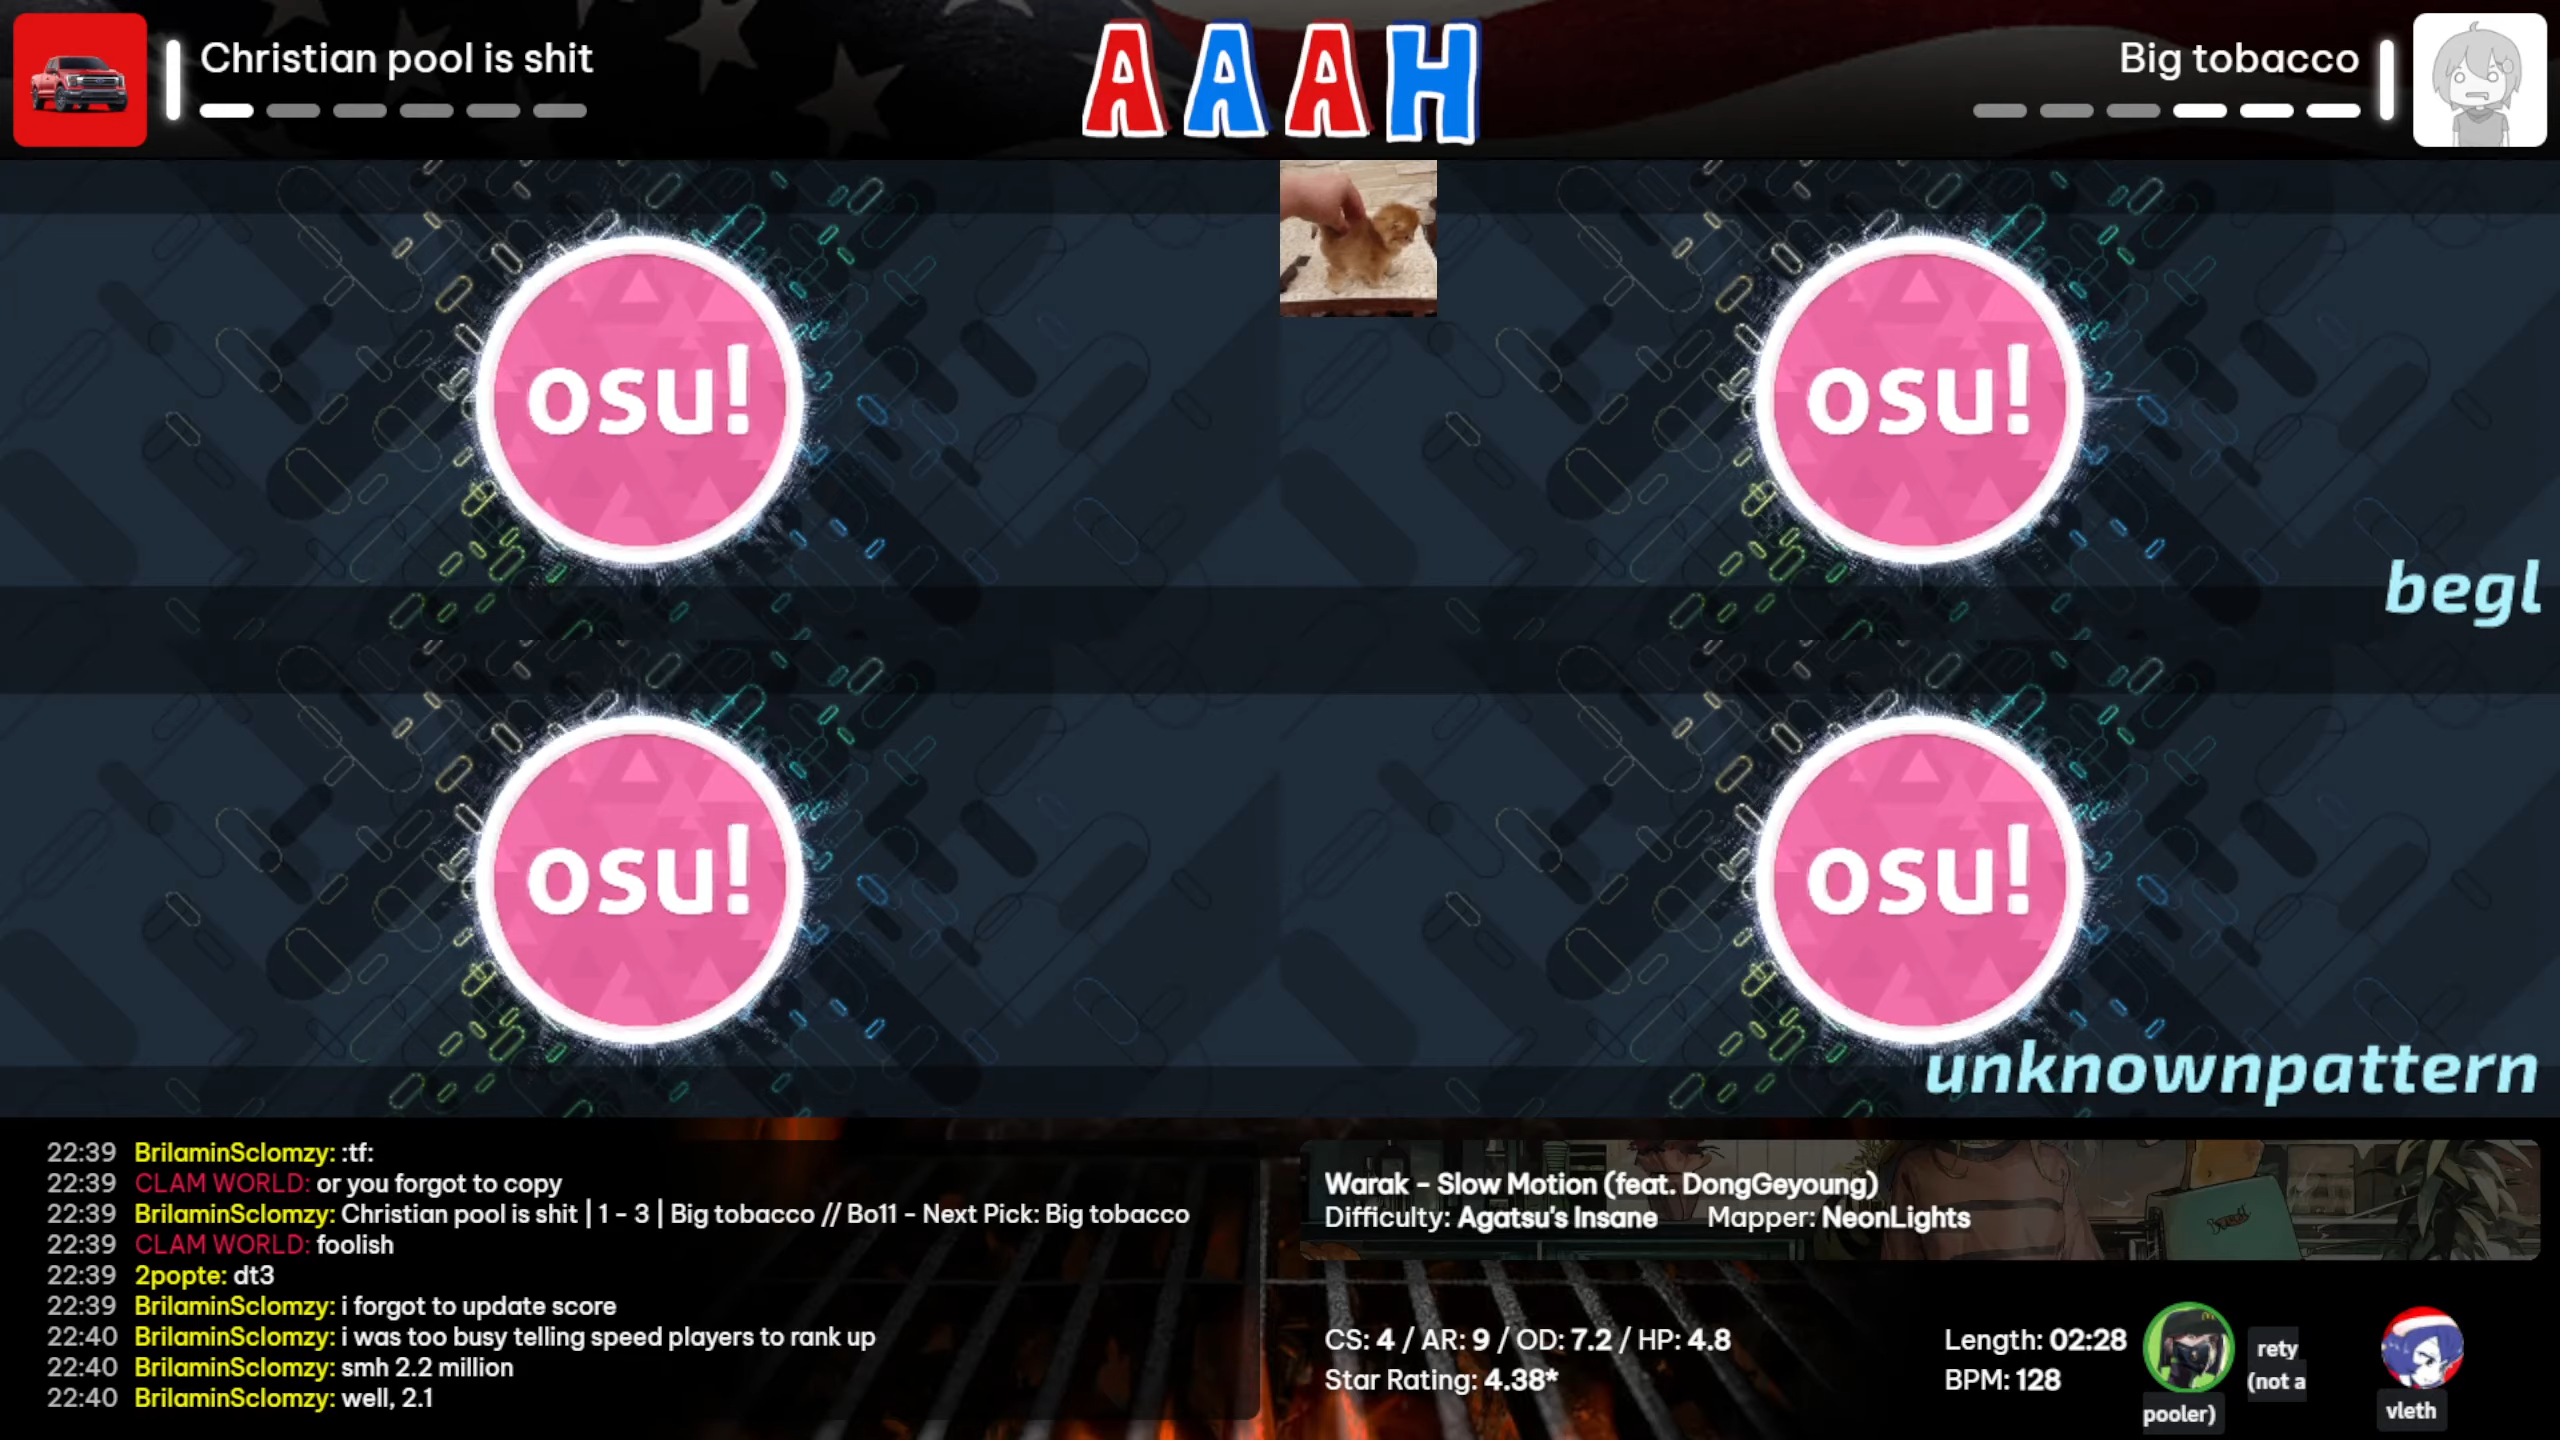 Christian pool is shit
AAAH
Big tobacco
osu!
osu!
begl
osu!
osu!
unknownpattern
22:39 BrilaminSclomzy: :tf:
22:39 CLAM WORLD: or you forgot to copy
22:39 BrilaminSclomzy: Christian pool is shit | 1 - 3 | Big tobacco // Bo11 - Next Pick: Big tobacco
22:39 CLAM WORLD: foolish
22:39 2popte: dt3
22:39 BrilaminSclomzy: i forgot to update score
22:40 BrilaminSclomzy: i was too busy telling speed players to rank up
22:40 BrilaminSclomzy: smh 2.2 million
22:40 BrilaminSclomzy: well, 2.1
Warak - Slow Motion (feat. DongGeyoung)
Difficulty: Agatsu's Insane Mapper: NeonLights
CS: 4 / AR: 9 / OD: 7.2 / HP: 4.8
Star Rating: 4.38*
Length: 02:28
BPM: 128
rety
(not a
pooler)
vleth